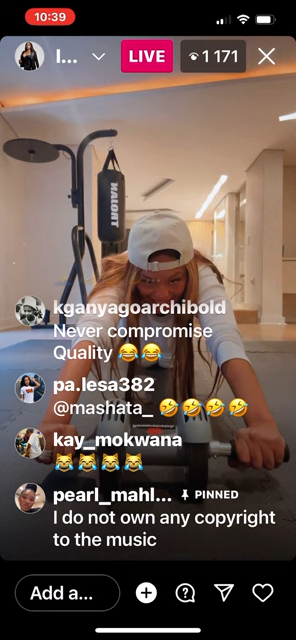 10:39
l...
LIVE
1 171
MALORT
kganyagoarchibold
Never compromise
Quality 😂😂
pa.lesa382
@mashata_ 🤣🤣🤣🤣
kay_mokwana
😹😹😹😹
pearl_mahl... PINNED
I do not own any copyright
to the music
Add a...